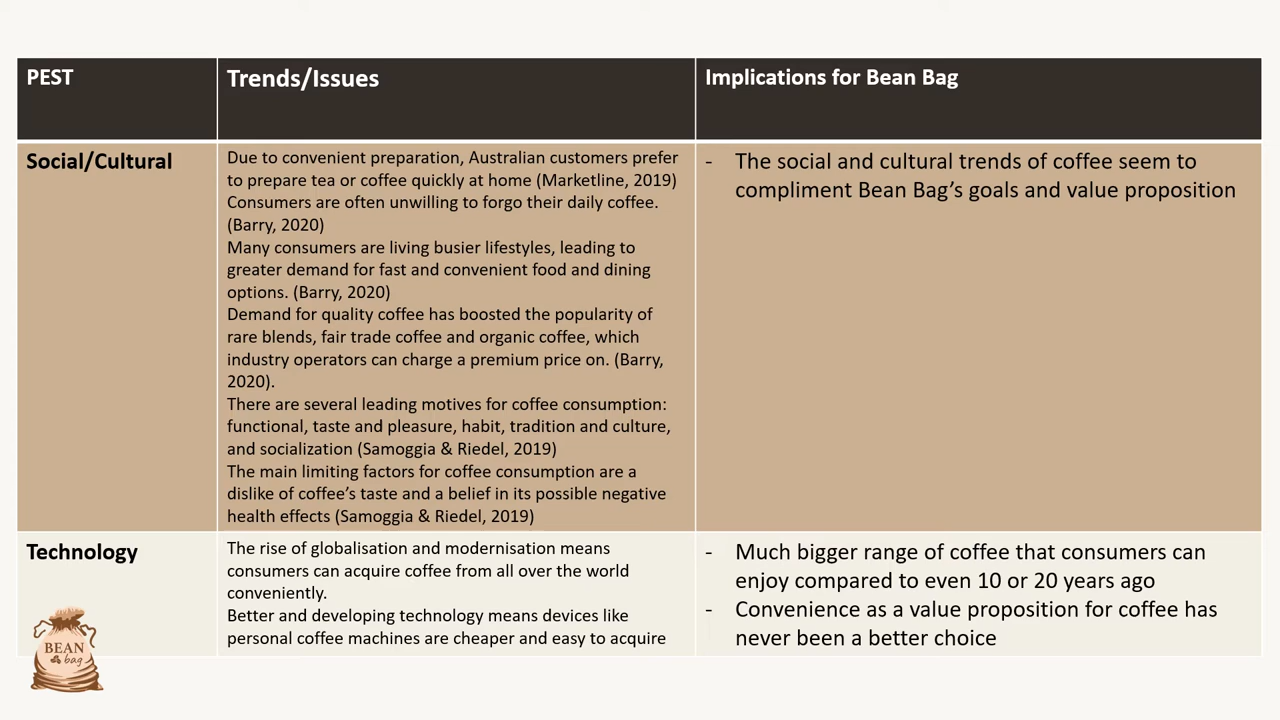 PEST
Trends/Issues
Implications for Bean Bag
Social/Cultural
Due to convenient preparation, Australian customers prefer
to prepare tea or coffee quickly at home (Marketline, 2019)
Consumers are often unwilling to forgo their daily coffee.
(Barry, 2020)
Many consumers are living busier lifestyles, leading to
greater demand for fast and convenient food and dining
options. (Barry, 2020)
Demand for quality coffee has boosted the popularity of
rare blends, fair trade coffee and organic coffee, which
industry operators can charge a premium price on. (Barry,
2020).
There are several leading motives for coffee consumption:
functional, taste and pleasure, habit, tradition and culture,
and socialization (Samoggia & Riedel, 2019)
The main limiting factors for coffee consumption are a
dislike of coffee’s taste and a belief in its possible negative
health effects (Samoggia & Riedel, 2019)
- The social and cultural trends of coffee seem to
compliment Bean Bag’s goals and value proposition
Technology
The rise of globalisation and modernisation means
consumers can acquire coffee from all over the world
conveniently.
Better and developing technology means devices like
personal coffee machines are cheaper and easy to acquire
- Much bigger range of coffee that consumers can
enjoy compared to even 10 or 20 years ago
- Convenience as a value proposition for coffee has
never been a better choice
BEAN
bag